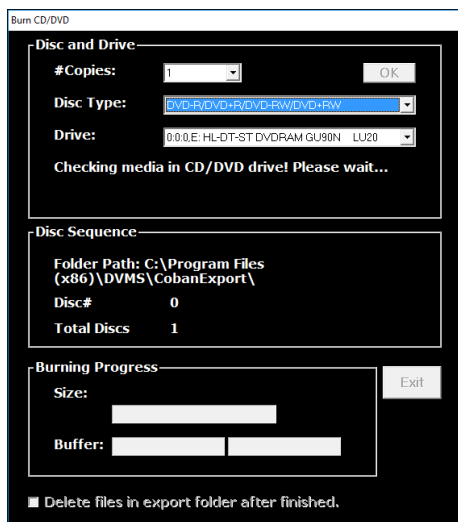 Burn CD/DVD
Disc and Drive
#Copies: 1 OK
Disc Type: DVD-R/DVD+R/DVD-RW/DVD+RW
Drive: 0:0:0,E: HL-DT-ST DVDRAM GU90N LU20
Checking media in CD/DVD drive! Please wait...
Disc Sequence
Folder Path: C:\Program Files
(x86)\DVMS\CobanExport\
Disc# 0
Total Discs 1
Burning Progress
Exit
Size:
Buffer:
Delete files in export folder after finished.